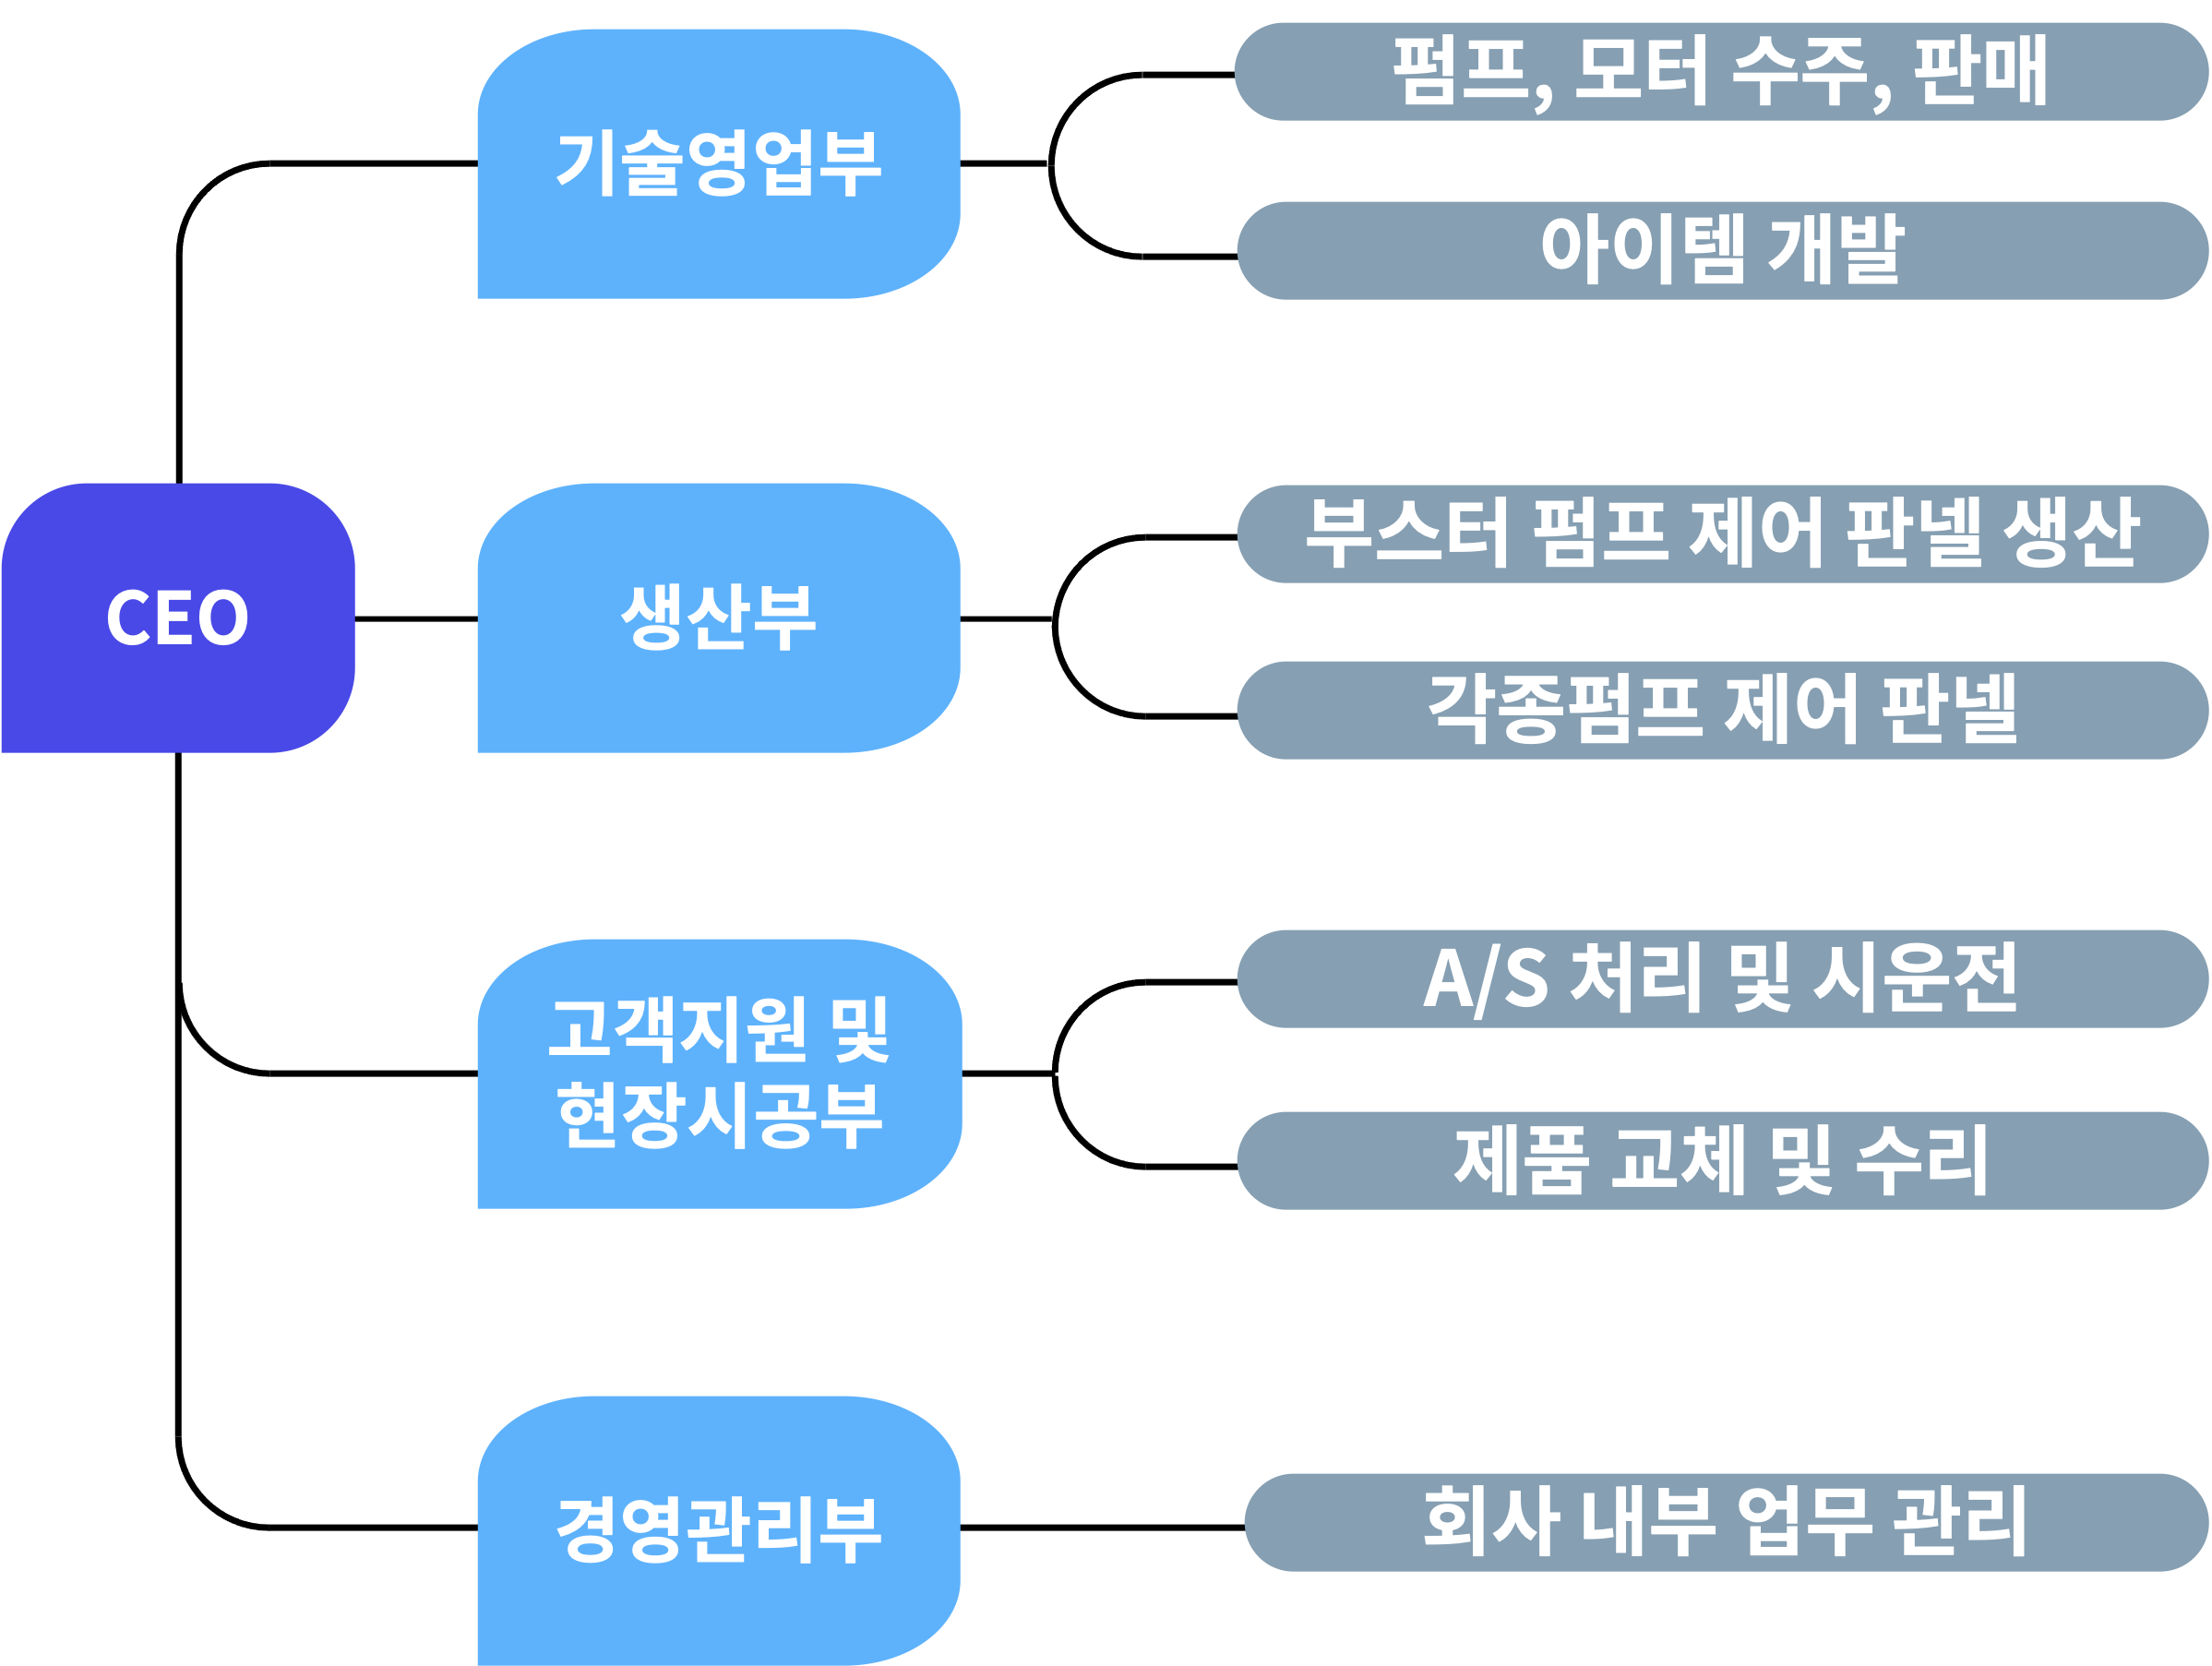 CEO
기술영업부
펌프, 모터 수주, 판매
아이템 개발
생산부
부스터 펌프 제어 판넬 생산
각종펌프 제어 판넬
고객지원 및
현장시공부
A/S 처리 및 시운전
제품 교체 및 수리
경영관리부
회사 내부 업무 관리